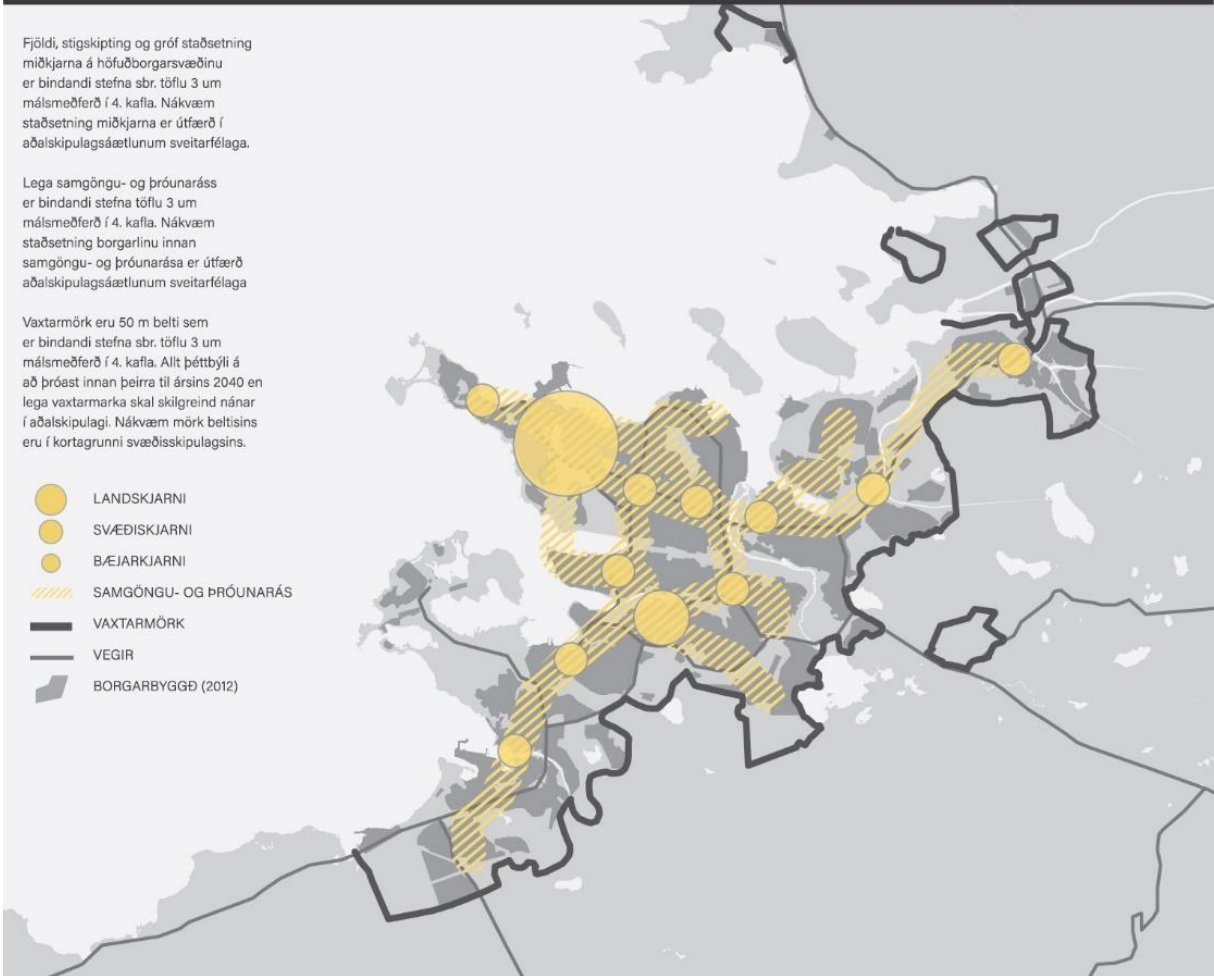 Fjöldi, stigskipting og gróf staðsetning
miðkjarna á höfuðborgarsvæðinu
er bindandi stefna sbr. töflu 3 um
málsmeðferð í 4. kafla. Nákvæm
staðsetning miðkjarna er útfærð í
aðalskipulagsáætlunum sveitarfélaga.
Lega samgöngu- og þróunaráss
er bindandi stefna töflu 3 um
málsmeðferð í 4. kafla. Nákvæm
staðsetning borgarlinu innan
samgöngu- og þróunarása er útfærð
aðalskipulagsáætlunum sveitarfélaga
Vaxtarmörk eru 50 m belti sem
er bindandi stefna sbr. töflu 3 um
málsmeðferð í 4. kafla. Allt þéttbýli á
að þróast innan þeirra til ársins 2040 en
lega vaxtarmarka skal skilgreind nánar
í aðalskipulagi. Nákvæm mörk beltisins
eru í kortagrunni svæðisskipulagsins.
LANDSKJARNI
SVÆÐISKJARNI
BÆJARKJARNI
SAMGÖNGU- OG ÞRÓUNARÁS
VAXTARMÖRK
VEGIR
BORGARBYGGÐ (2012)